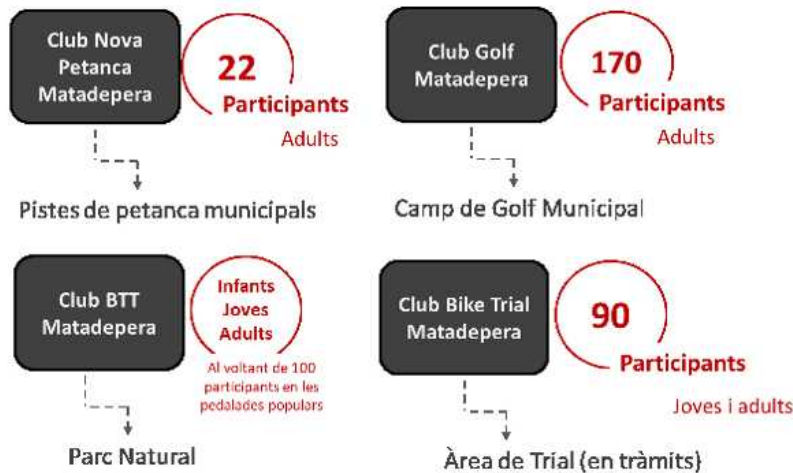 Club Nova
Petanca
Matadepera
22
Participants
Adults
Pistes de petanca municipals
Club Golf
Matadepera
170
Participants
Adults
Camp de Golf Municipal
Club BTT
Matadepera
Infants
Joves
Adults
Al voltant de 100
participants en les
pedalades populars
Parc Natural
Club Bike Trial
Matadepera
90
Participants
Joves i adults
Àrea de Trial (en tràmits)